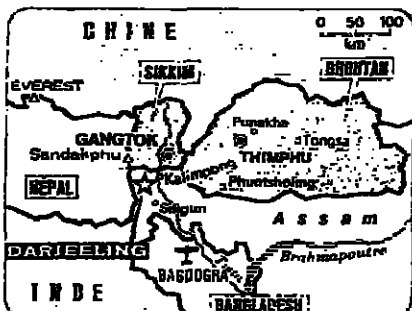 CHINE
0 50 100
km
SIKKIM
BHOUTAN
EVEREST
Punakha
GANGTOK
Tongsa
Sandakphu
THIMPHU
Kalimpong
NEPAL
Phuntsholing
Siliguri
Assam
DARJEELING
Brahmapoutre
BAGDOGRA
INDE
BANGLADESH